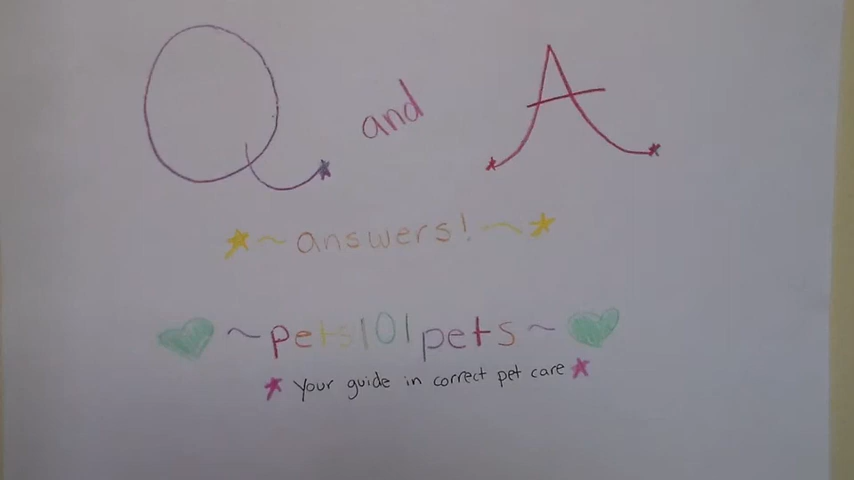 Q and A
~ answers! ~
~ pets101pets ~
Your guide in correct pet care